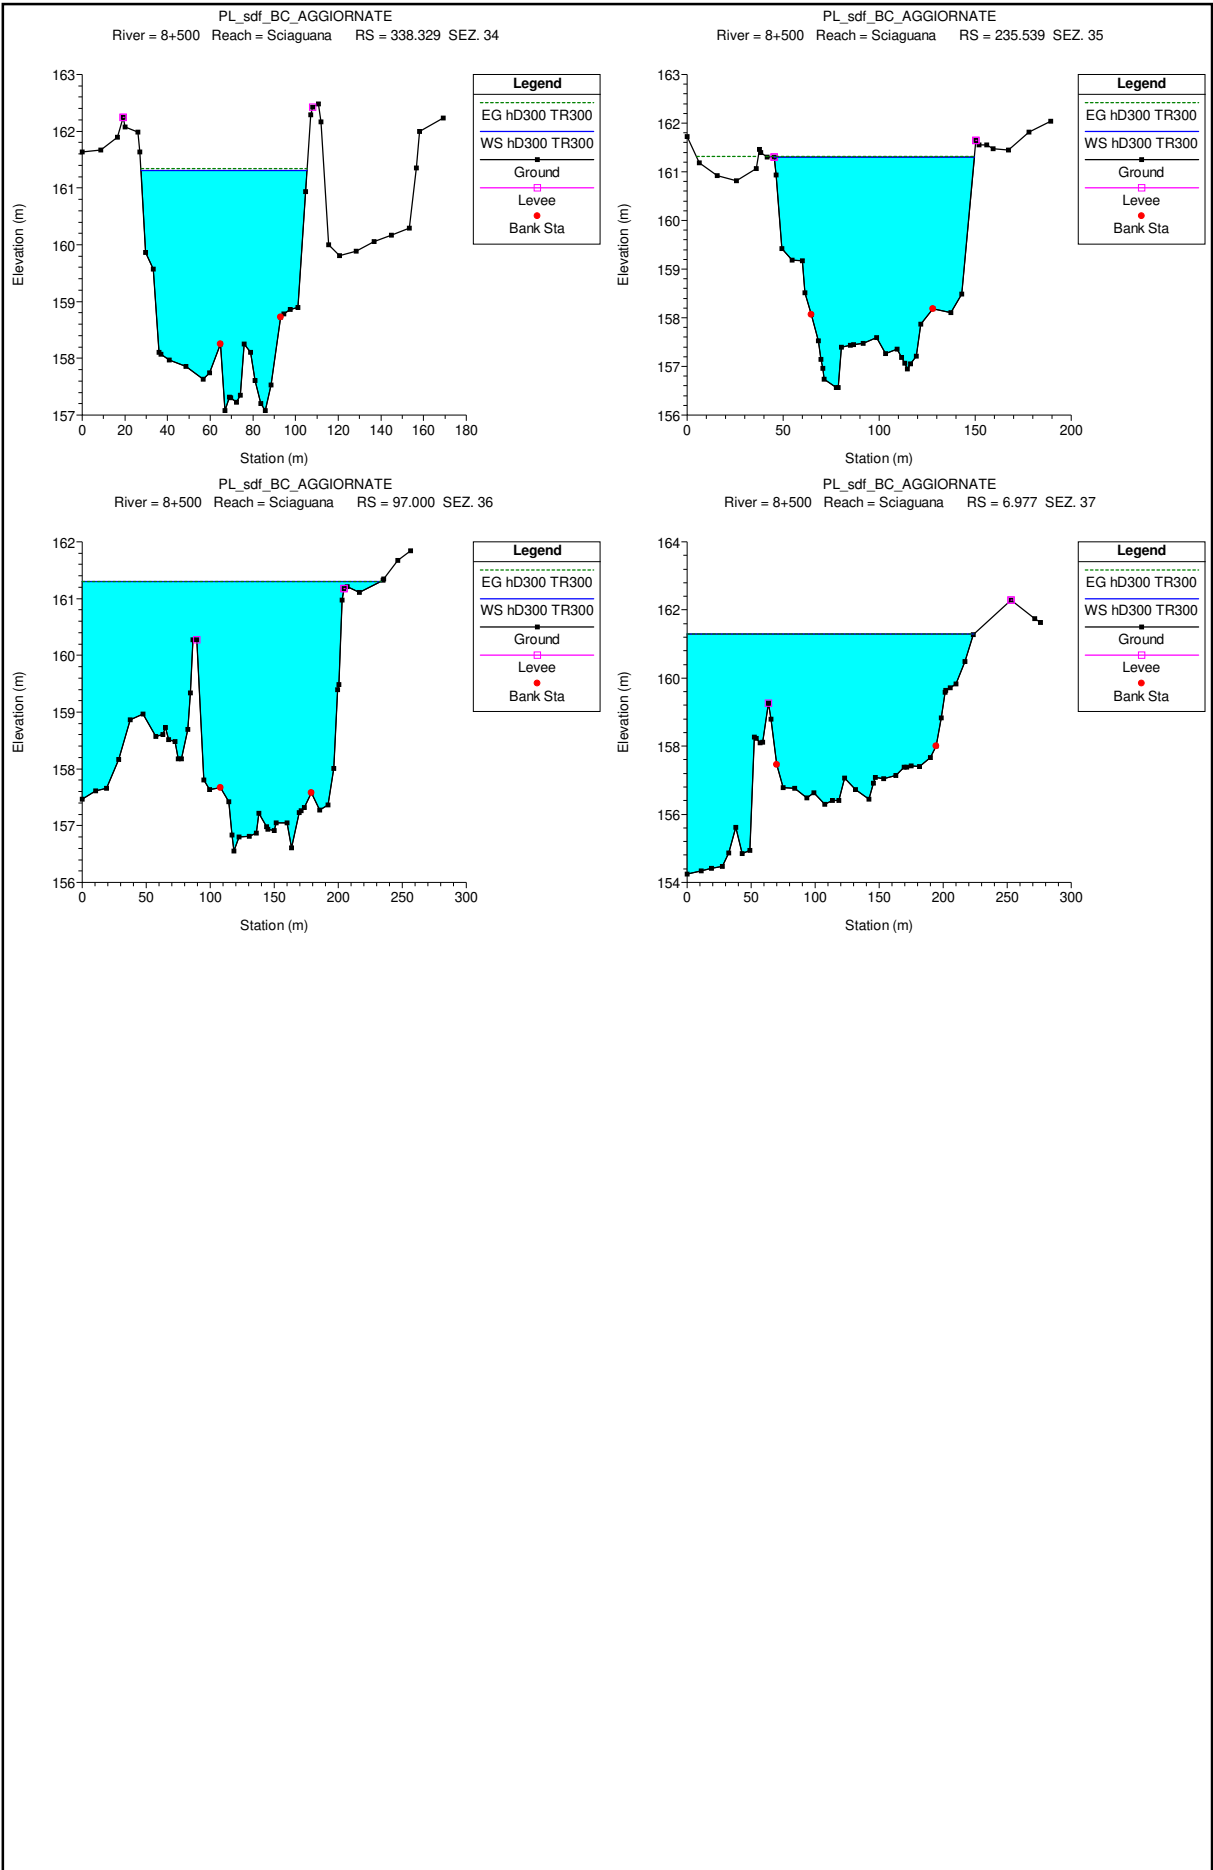 PL_sdf_BC_AGGIORNATE
River = 8+500 Reach = Sciaguana RS = 338.329 SEZ. 34
163
162
161
160
159
158
157
0 20 40 60 80 100 120 140 160 180
Station (m)
Elevation (m)
Legend
EG hD300 TR300
WS hD300 TR300
Ground
Levee
Bank Sta
PL_sdf_BC_AGGIORNATE
River = 8+500 Reach = Sciaguana RS = 235.539 SEZ. 35
163
162
161
160
159
158
157
156
0 50 100 150 200
Station (m)
Elevation (m)
Legend
EG hD300 TR300
WS hD300 TR300
Ground
Levee
Bank Sta
PL_sdf_BC_AGGIORNATE
River = 8+500 Reach = Sciaguana RS = 97.000 SEZ. 36
162
161
160
159
158
157
156
0 50 100 150 200 250 300
Station (m)
Elevation (m)
Legend
EG hD300 TR300
WS hD300 TR300
Ground
Levee
Bank Sta
PL_sdf_BC_AGGIORNATE
River = 8+500 Reach = Sciaguana RS = 6.977 SEZ. 37
164
162
160
158
156
154
0 50 100 150 200 250 300
Station (m)
Elevation (m)
Legend
EG hD300 TR300
WS hD300 TR300
Ground
Levee
Bank Sta